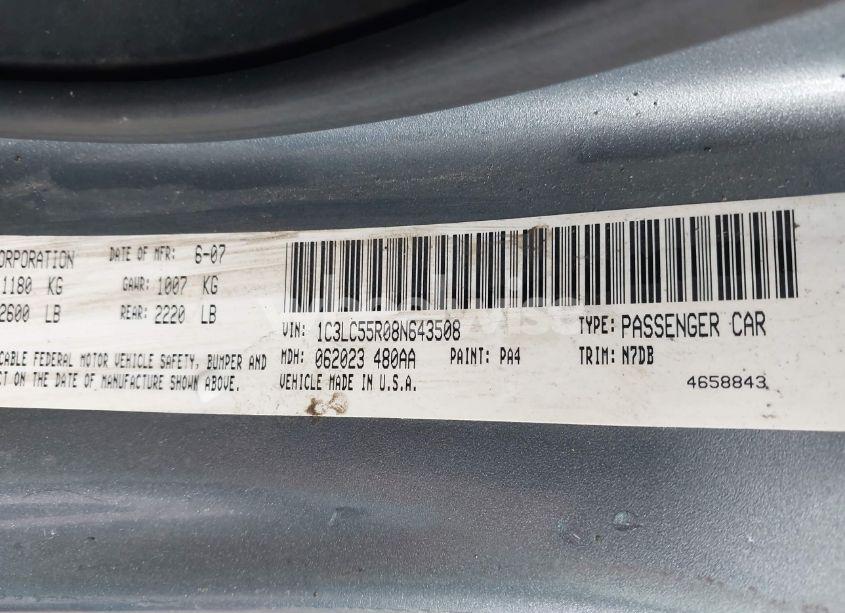 ORPORATION DATE OF MFR: 6-07
1180 KG GAWR: 1007 KG
2600 LB REAR: 2220 LB
VIN: 1C3LC55R08N643508 TYPE: PASSENGER CAR
CABLE FEDERAL MOTOR VEHICLE SAFETY, BUMPER AND MDH: 062023 480AA PAINT: PA4 TRIM: N7DB
CT ON THE DATE OF MANUFACTURE SHOWN ABOVE. VEHICLE MADE IN U.S.A. 4658843